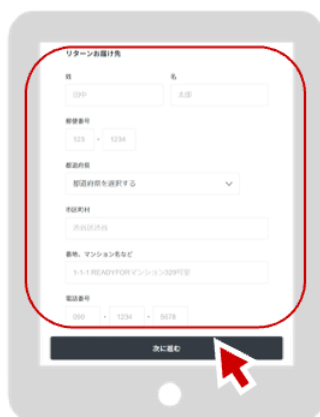 リターンお届け先
姓 名
田中 太郎
郵便番号
123 - 1234
都道府県
都道府県を選択する
市区町村
渋谷区渋谷
番地、マンション名など
1-1-1 READYFORマンション329号室
電話番号
090 - 1234 - 5678
次に進む